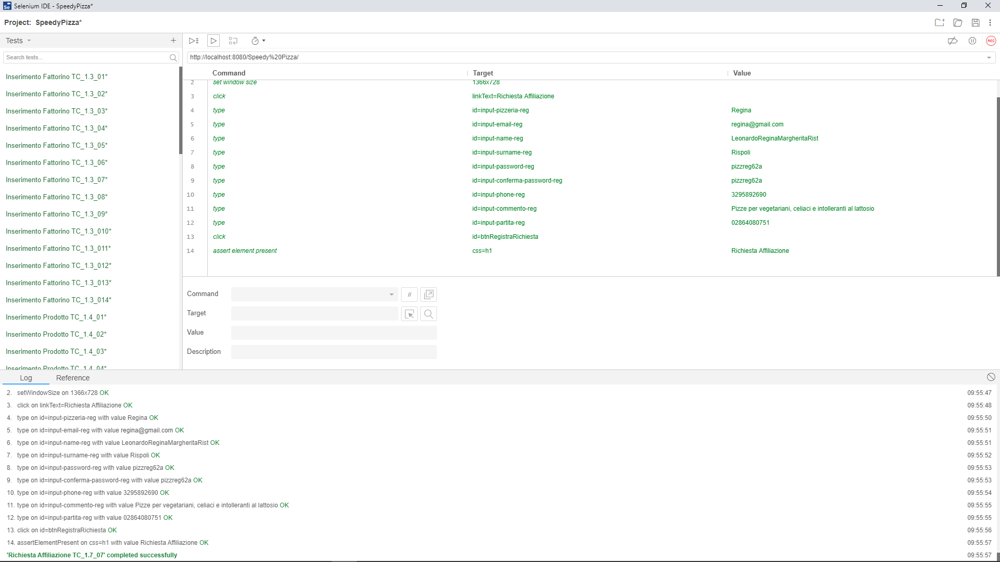 Selenium IDE - SpeedyPizza*
Project: SpeedyPizza*
Tests
Search tests...
Inserimento Fattorino TC_1.3_01*
Inserimento Fattorino TC_1.3_02*
Inserimento Fattorino TC_1.3_03*
Inserimento Fattorino TC_1.3_04*
Inserimento Fattorino TC_1.3_05*
Inserimento Fattorino TC_1.3_06*
Inserimento Fattorino TC_1.3_07*
Inserimento Fattorino TC_1.3_08*
Inserimento Fattorino TC_1.3_09*
Inserimento Fattorino TC_1.3_010*
Inserimento Fattorino TC_1.3_011*
Inserimento Fattorino TC_1.3_012*
Inserimento Fattorino TC_1.3_013*
Inserimento Fattorino TC_1.3_014*
Inserimento Prodotto TC_1.4_01*
Inserimento Prodotto TC_1.4_02*
Inserimento Prodotto TC_1.4_03*
Inserimento Prodotto TC_1.4_04*
REC
http://localhost:8080/Speedy%20Pizza/
Command Target Value
2 set window size 1366x728
3 click linkText=Richiesta Affiliazione
4 type id=input-pizzeria-reg Regina
5 type id=input-email-reg regina@gmail.com
6 type id=input-name-reg LeonardoReginaMargheritaRist
7 type id=input-surname-reg Rispoli
8 type id=input-password-reg pizzreg62a
9 type id=input-conferma-password-reg pizzreg62a
10 type id=input-phone-reg 3295892690
11 type id=input-commento-reg Pizze per vegetariani, celiaci e intolleranti al lattosio
12 type id=input-partita-reg 02864080751
13 click id=btnRegistraRichiesta
14 assert element present css=h1 Richiesta Affiliazione
Command //
Target
Value
Description
Log Reference
2. setWindowSize on 1366x728 OK 09:55:47
3. click on linkText=Richiesta Affiliazione OK 09:55:48
4. type on id=input-pizzeria-reg with value Regina OK 09:55:50
5. type on id=input-email-reg with value regina@gmail.com OK 09:55:51
6. type on id=input-name-reg with value LeonardoReginaMargheritaRist OK 09:55:51
7. type on id=input-surname-reg with value Rispoli OK 09:55:52
8. type on id=input-password-reg with value pizzreg62a OK 09:55:53
9. type on id=input-conferma-password-reg with value pizzreg62a OK 09:55:53
10. type on id=input-phone-reg with value 3295892690 OK 09:55:54
11. type on id=input-commento-reg with value Pizze per vegetariani, celiaci e intolleranti al lattosio OK 09:55:55
12. type on id=input-partita-reg with value 02864080751 OK 09:55:55
13. click on id=btnRegistraRichiesta OK 09:55:56
14. assertElementPresent on css=h1 with value Richiesta Affiliazione OK 09:55:57
'Richiesta Affiliazione TC_1.7_07' completed successfully 09:55:57